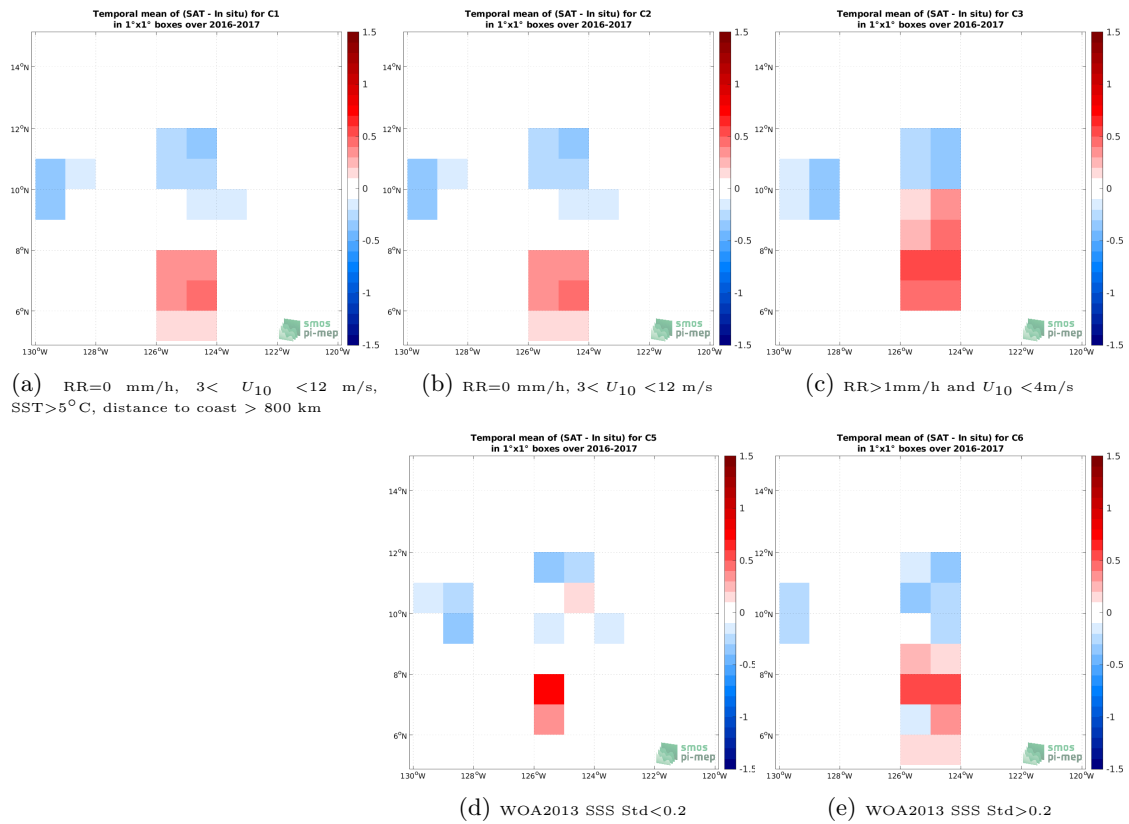 Temporal mean of (SAT - In situ) for C1
in 1°x1° boxes over 2016-2017
14°N
12°N
10°N
8°N
6°N
130°W
128°W
126°W
124°W
122°W
120°W
1.5
1
0.5
0
-0.5
-1
-1.5
smos
pi-mep
(a) RR=0 mm/h, 3< U10 <12 m/s,
SST>5°C, distance to coast > 800 km
Temporal mean of (SAT - In situ) for C2
in 1°x1° boxes over 2016-2017
14°N
12°N
10°N
8°N
6°N
130°W
128°W
126°W
124°W
122°W
120°W
1.5
1
0.5
0
-0.5
-1
-1.5
smos
pi-mep
(b) RR=0 mm/h, 3< U10 <12 m/s
Temporal mean of (SAT - In situ) for C3
in 1°x1° boxes over 2016-2017
14°N
12°N
10°N
8°N
6°N
130°W
128°W
126°W
124°W
122°W
120°W
1.5
1
0.5
0
-0.5
-1
-1.5
smos
pi-mep
(c) RR>1mm/h and U10 <4m/s
Temporal mean of (SAT - In situ) for C5
in 1°x1° boxes over 2016-2017
14°N
12°N
10°N
8°N
6°N
130°W
128°W
126°W
124°W
122°W
120°W
1.5
1
0.5
0
-0.5
-1
-1.5
smos
pi-mep
(d) WOA2013 SSS Std<0.2
Temporal mean of (SAT - In situ) for C6
in 1°x1° boxes over 2016-2017
14°N
12°N
10°N
8°N
6°N
130°W
128°W
126°W
124°W
122°W
120°W
1.5
1
0.5
0
-0.5
-1
-1.5
smos
pi-mep
(e) WOA2013 SSS Std>0.2